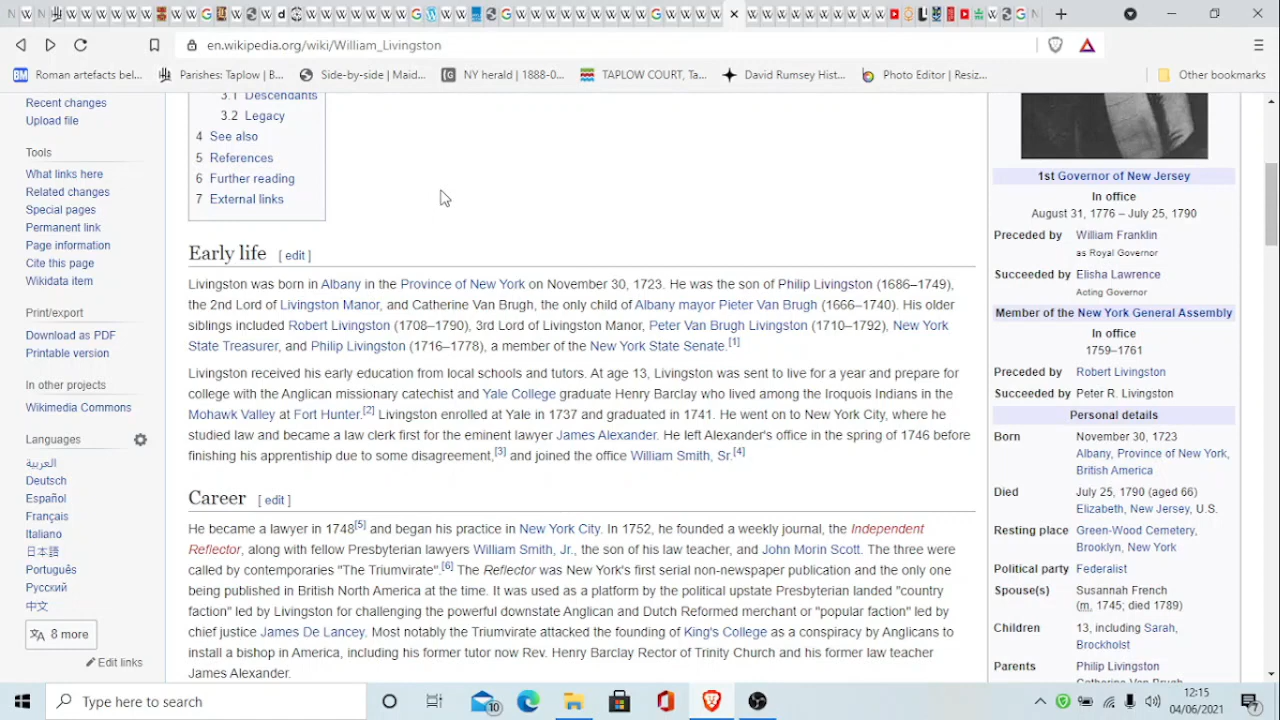 en.wikipedia.org/wiki/William_Livingston
BM Roman artefacts bel... Parishes: Taplow | B... Side-by-side | Maid... NY herald | 1888-0... TAPLOW COURT, Ta... David Rumsey Hist... Photo Editor | Resiz... Other bookmarks
Recent changes
Upload file
Tools
What links here
Related changes
Special pages
Permanent link
Page information
Cite this page
Wikidata item
Print/export
Download as PDF
Printable version
In other projects
Wikimedia Commons
Languages
العربية
Deutsch
Español
Français
Italiano
日本語
Português
Русский
中文
8 more
Edit links
3.1 Descendants
3.2 Legacy
4 See also
5 References
6 Further reading
7 External links
Early life [ edit ]
Livingston was born in Albany in the Province of New York on November 30, 1723. He was the son of Philip Livingston (1686–1749),
the 2nd Lord of Livingston Manor, and Catherine Van Brugh, the only child of Albany mayor Pieter Van Brugh (1666–1740). His older
siblings included Robert Livingston (1708–1790), 3rd Lord of Livingston Manor, Peter Van Brugh Livingston (1710–1792), New York
State Treasurer, and Philip Livingston (1716–1778), a member of the New York State Senate.[1]
Livingston received his early education from local schools and tutors. At age 13, Livingston was sent to live for a year and prepare for
college with the Anglican missionary catechist and Yale College graduate Henry Barclay who lived among the Iroquois Indians in the
Mohawk Valley at Fort Hunter.[2] Livingston enrolled at Yale in 1737 and graduated in 1741. He went on to New York City, where he
studied law and became a law clerk first for the eminent lawyer James Alexander. He left Alexander's office in the spring of 1746 before
finishing his apprenticeship due to some disagreement,[3] and joined the office William Smith, Sr.[4]
Career [ edit ]
He became a lawyer in 1748[5] and began his practice in New York City. In 1752, he founded a weekly journal, the Independent
Reflector, along with fellow Presbyterian lawyers William Smith, Jr., the son of his law teacher, and John Morin Scott. The three were
called by contemporaries "The Triumvirate".[6] The Reflector was New York's first serial non-newspaper publication and the only one
being published in British North America at the time. It was used as a platform by the political upstate Presbyterian landed "country
faction" led by Livingston for challenging the powerful downstate Anglican and Dutch Reformed merchant or "popular faction" led by
chief justice James De Lancey. Most notably the Triumvirate attacked the founding of King's College as a conspiracy by Anglicans to
install a bishop in America, including his former tutor now Rev. Henry Barclay Rector of Trinity Church and his former law teacher
James Alexander.
1st Governor of New Jersey
In office
August 31, 1776 – July 25, 1790
Preceded by William Franklin
as Royal Governor
Succeeded by Elisha Lawrence
Acting Governor
Member of the New York General Assembly
In office
1759–1761
Preceded by Robert Livingston
Succeeded by Peter R. Livingston
Personal details
Born November 30, 1723
Albany, Province of New York,
British America
Died July 25, 1790 (aged 66)
Elizabeth, New Jersey, U.S.
Resting place Green-Wood Cemetery,
Brooklyn, New York
Political party Federalist
Spouse(s) Susannah French
(m. 1745; died 1789)
Children 13, including Sarah,
Brockholst
Parents Philip Livingston
Catherine Van Brugh
Type here to search
10
12:15
04/06/2021
7